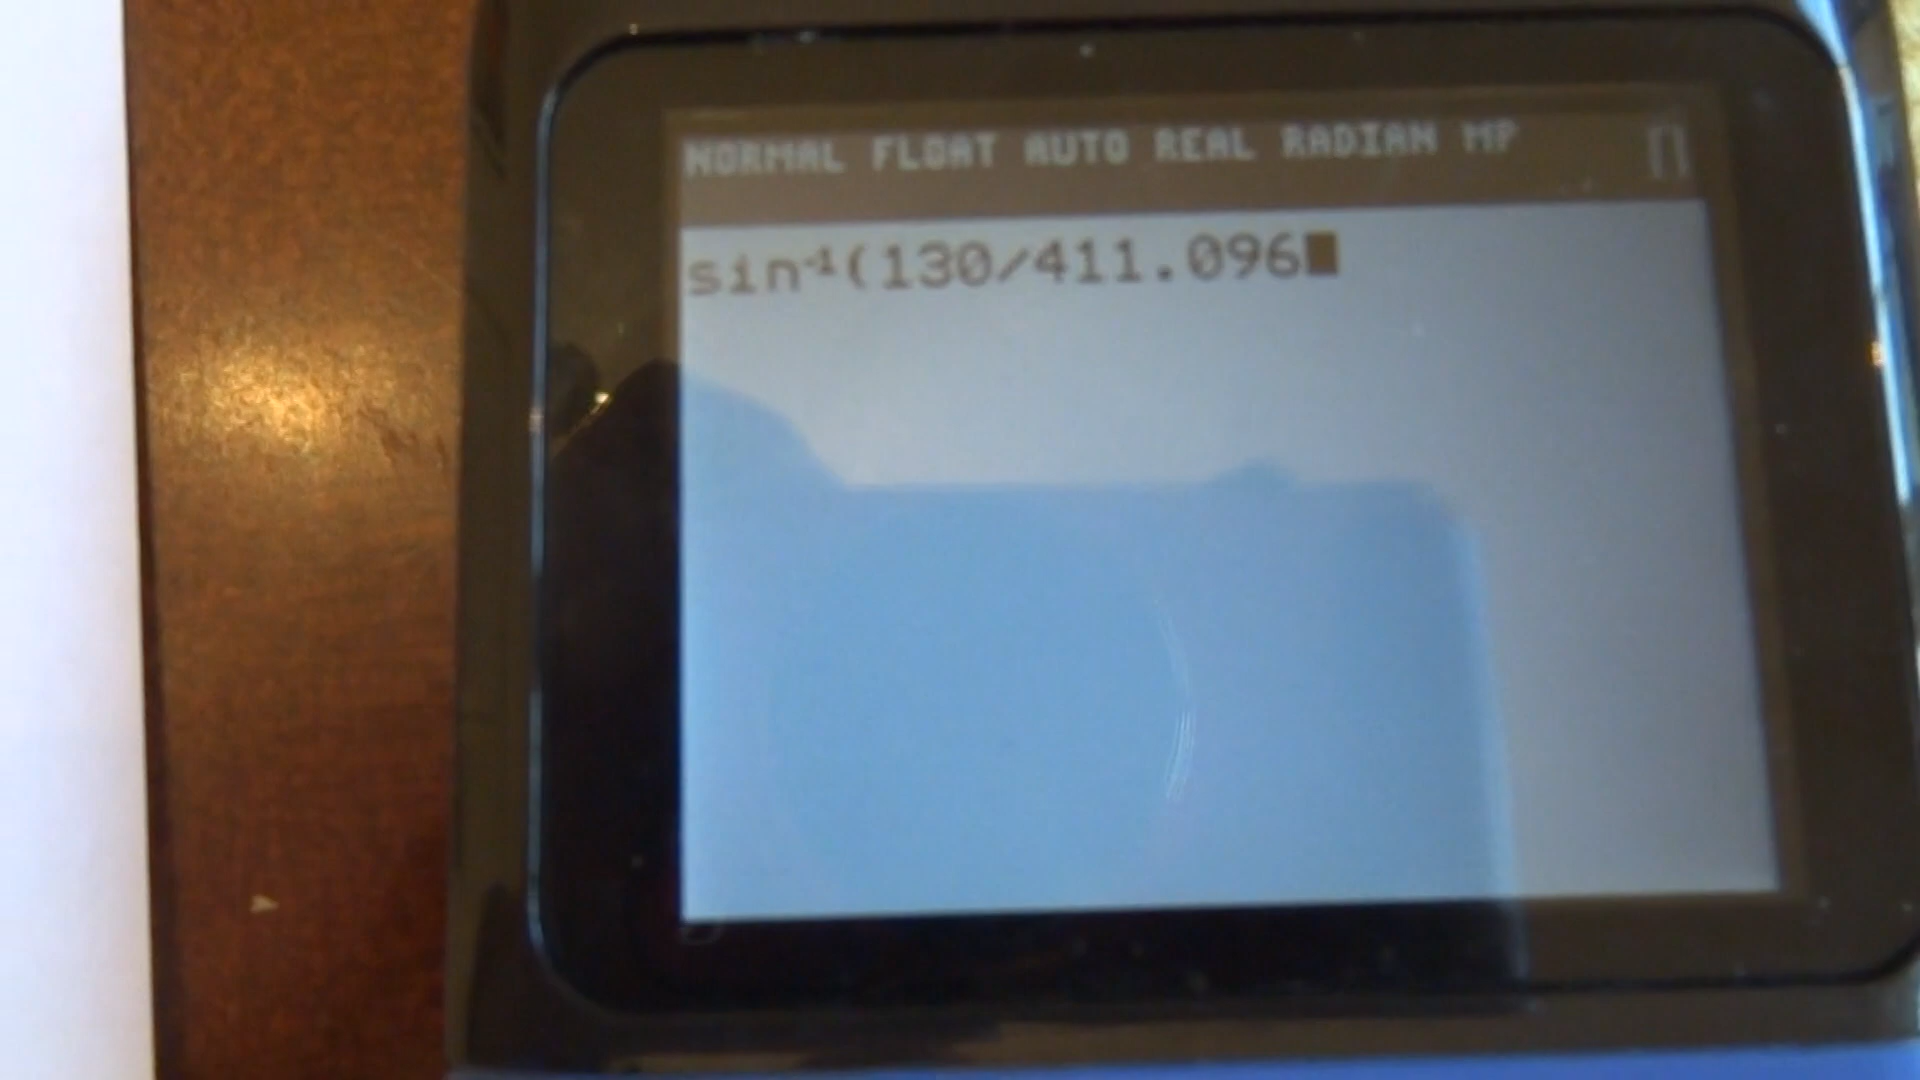 NORMAL FLOAT AUTO REAL RADIAN MP
sin⁻¹(130/411.096